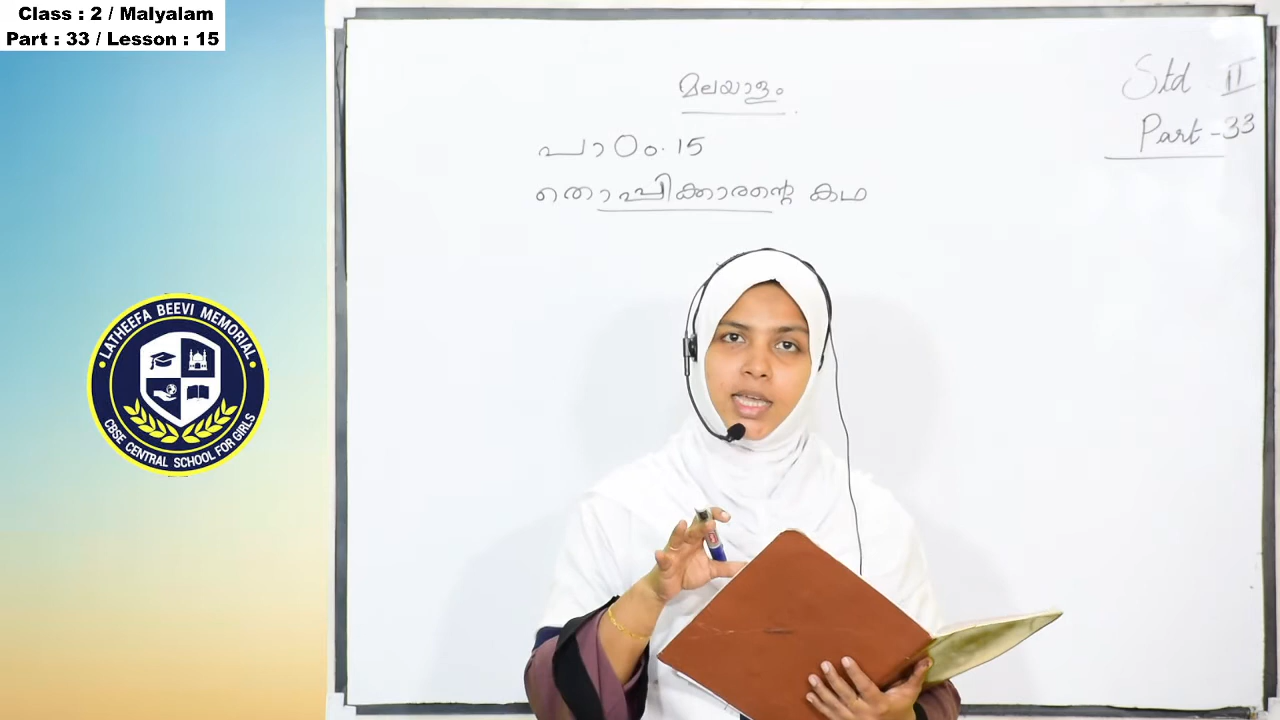 Class : 2 / Malyalam
Part : 33 / Lesson : 15
മലയാളം
പാഠം.15
തൊപ്പിക്കാരന്റെ കഥ
Std II
Part -33
LATHEEFA BEEVI MEMORIAL
CBSE CENTRAL SCHOOL FOR GIRLS